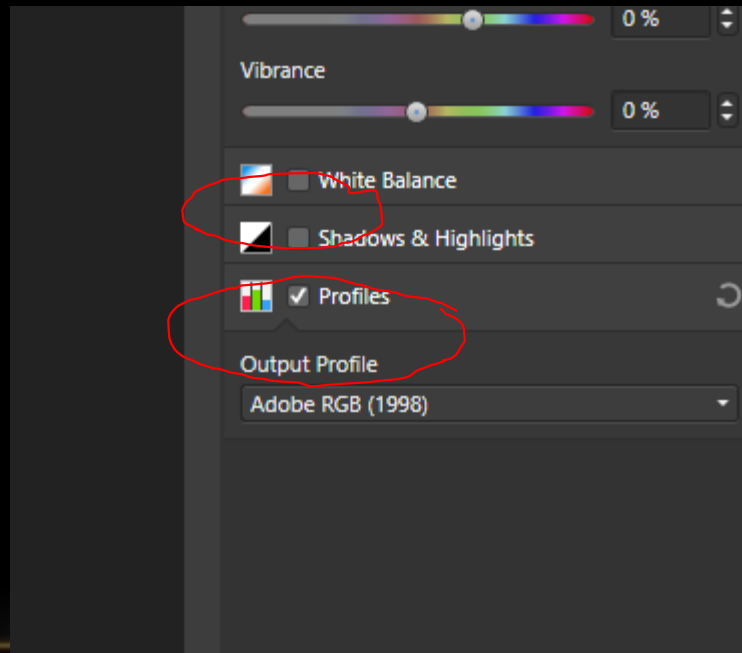 0 %
Vibrance
0 %
White Balance
Shadows & Highlights
Profiles
Output Profile
Adobe RGB (1998)